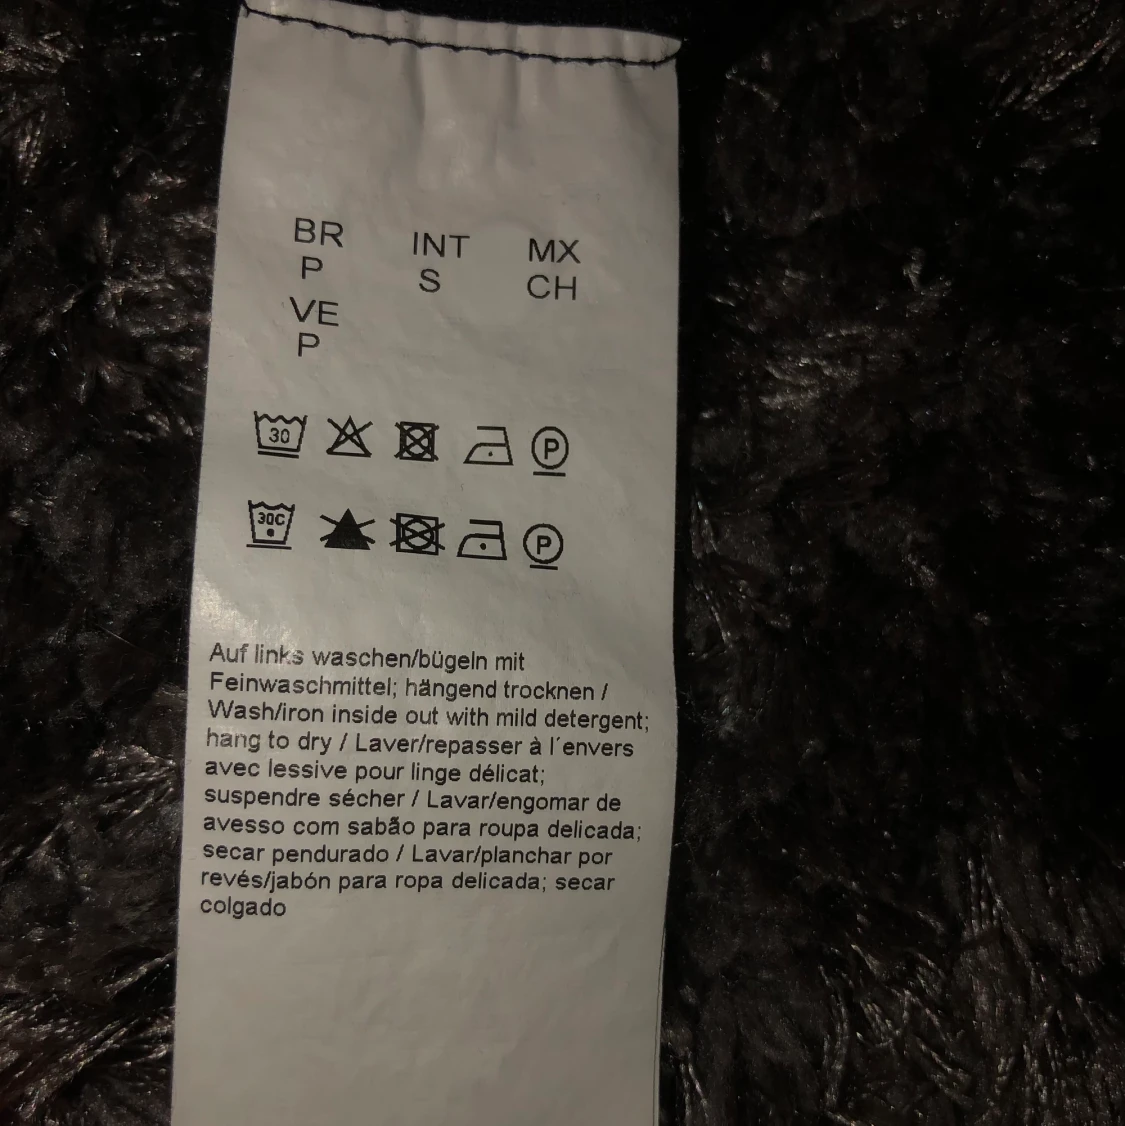 BR INT MX
P S CH
VE
P
30 P
30C P
Auf links waschen/bügeln mit
Feinwaschmittel; hängend trocknen /
Wash/iron inside out with mild detergent;
hang to dry / Laver/repasser à l´envers
avec lessive pour linge délicat;
suspendre sécher / Lavar/engomar de
avesso com sabão para roupa delicada;
secar pendurado / Lavar/planchar por
revés/jabón para ropa delicada; secar
colgado